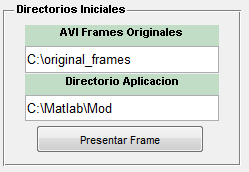 Directorios Iniciales
AVI Frames Originales
C:\original_frames
Directorio Aplicacion
C:\Matlab\Mod
Presentar Frame